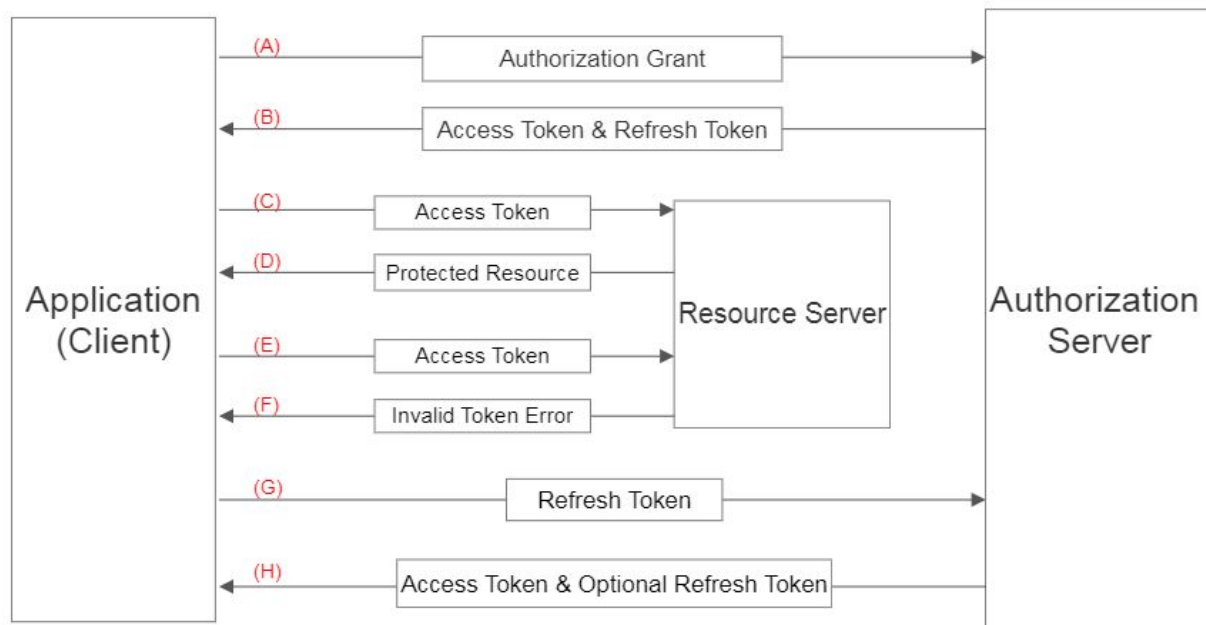 (A)
Authorization Grant
(B)
Access Token & Refresh Token
(C)
Access Token
(D)
Protected Resource
Application
(Client)
Resource Server
Authorization
Server
(E)
Access Token
(F)
Invalid Token Error
(G)
Refresh Token
(H)
Access Token & Optional Refresh Token